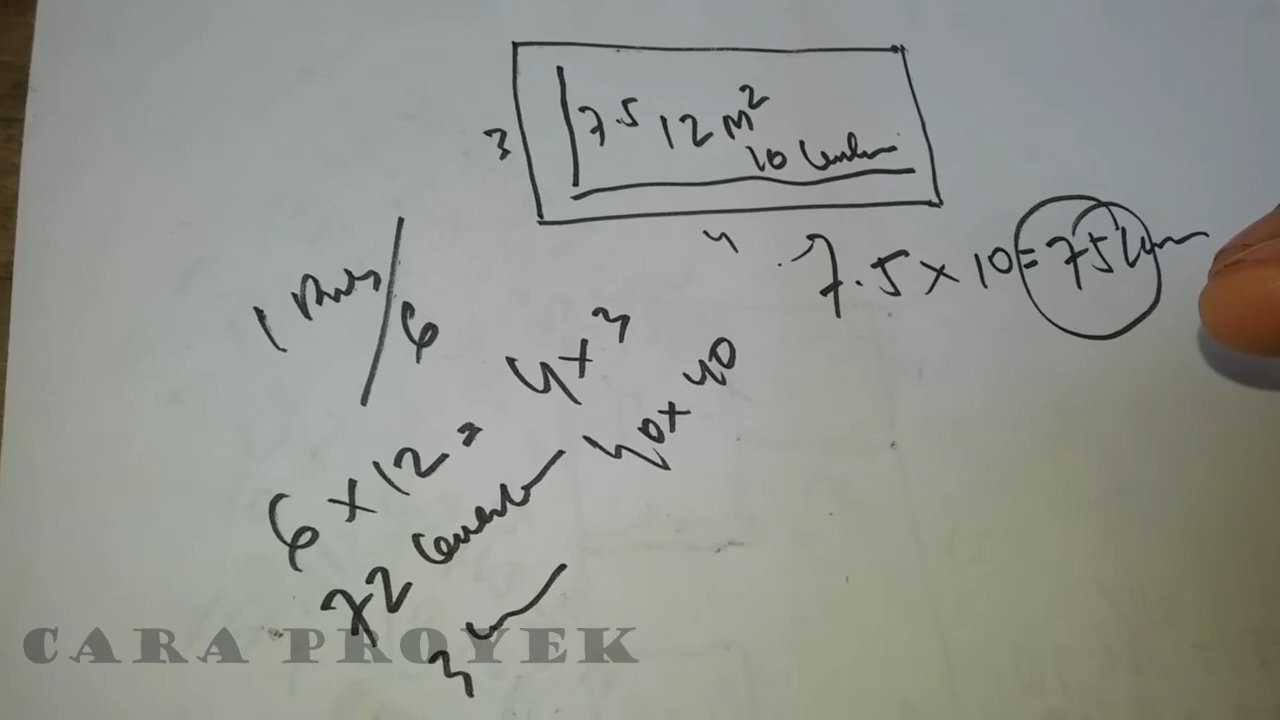 3
7.5 12 m²
10
4
7.5 x 10 = 75
1 / 6
4 x 3
6 x 12 =
40 x 40
72
3
CARA PROYEK